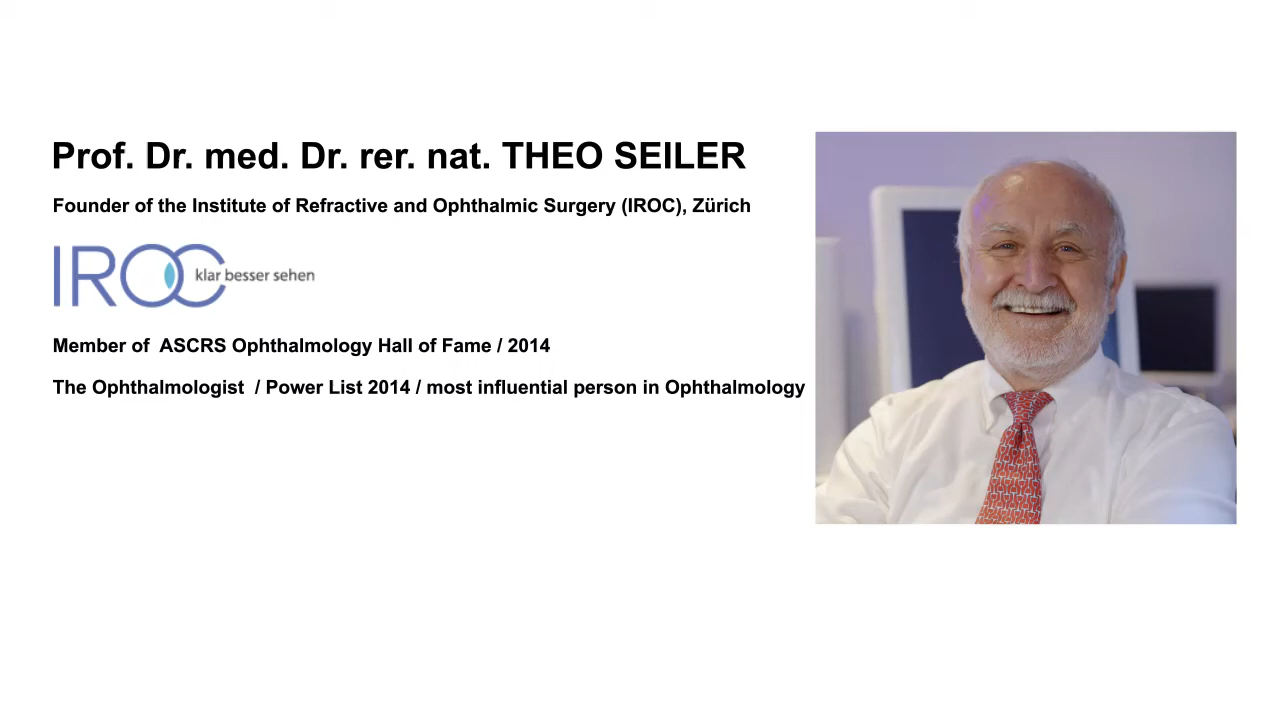 Prof. Dr. med. Dr. rer. nat. THEO SEILER
Founder of the Institute of Refractive and Ophthalmic Surgery (IROC), Zürich
IROC klar besser sehen
Member of  ASCRS Ophthalmology Hall of Fame / 2014
The Ophthalmologist  / Power List 2014 / most influential person in Ophthalmology